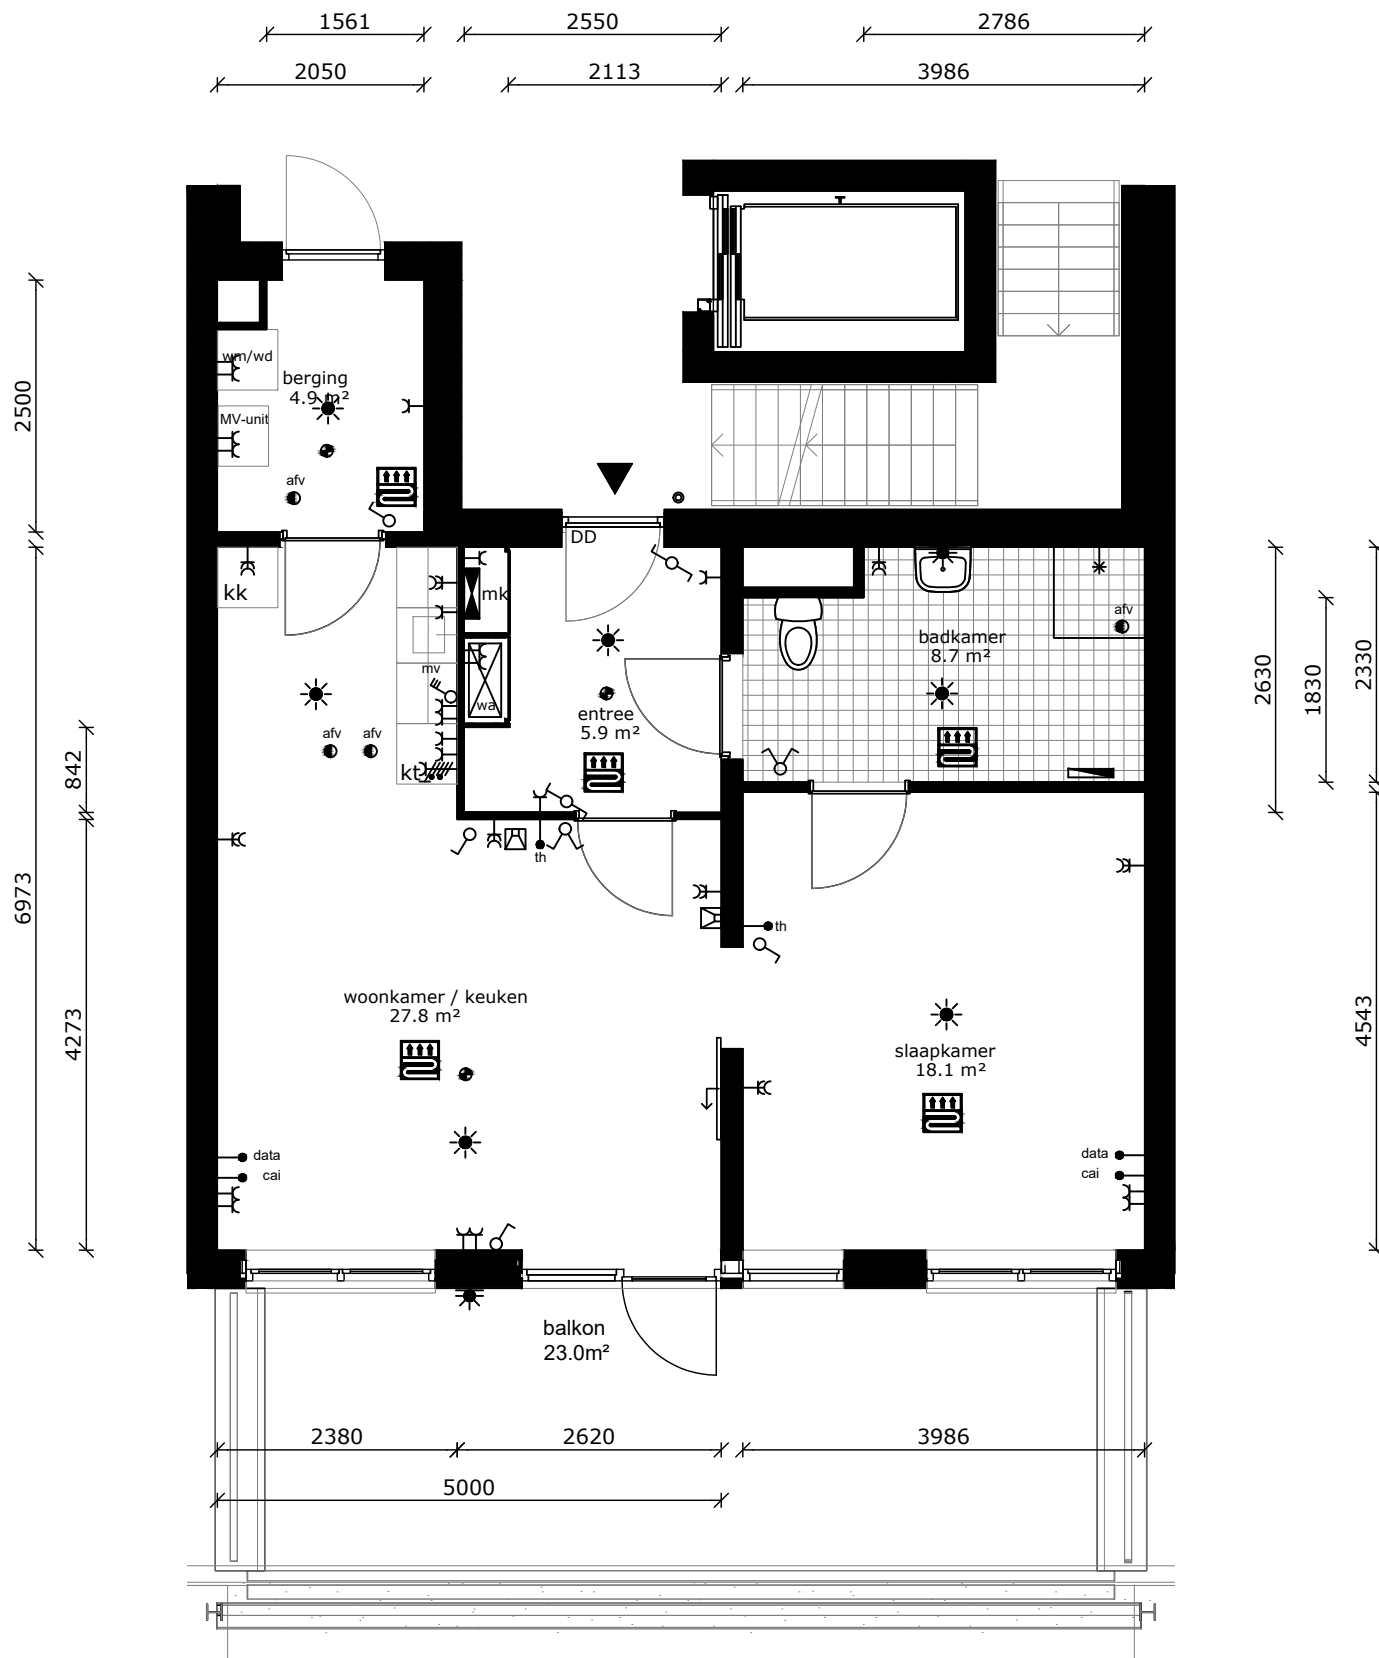 1561
2550
2786
2050
2113
3986
wm/wd
berging
4.9 m²
MV-unit
afv
2500
DD
kk
mk
mv
wa
afv
afv
ktr
entree
5.9 m²
badkamer
8.7 m²
afv
2630
1830
2330
842
6973
4273
th
th
woonkamer / keuken
27.8 m²
slaapkamer
18.1 m²
4543
data
cai
data
cai
balkon
23.0m²
2380
2620
3986
5000